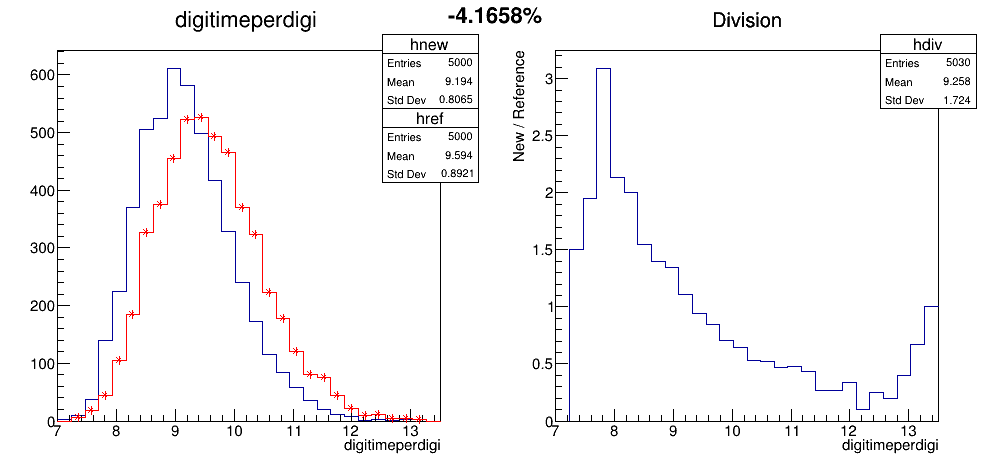 digitimeperdigi
-4.1658%
Division
hnew
Entries 5000
Mean 9.194
Std Dev 0.8065
href
Entries 5000
Mean 9.594
Std Dev 0.8921
600
500
400
300
200
100
0
7 8 9 10 11 12 13
digitimeperdigi
hdiv
Entries 5030
Mean 9.258
Std Dev 1.724
New / Reference
3
2.5
2
1.5
1
0.5
0
7 8 9 10 11 12 13
digitimeperdigi